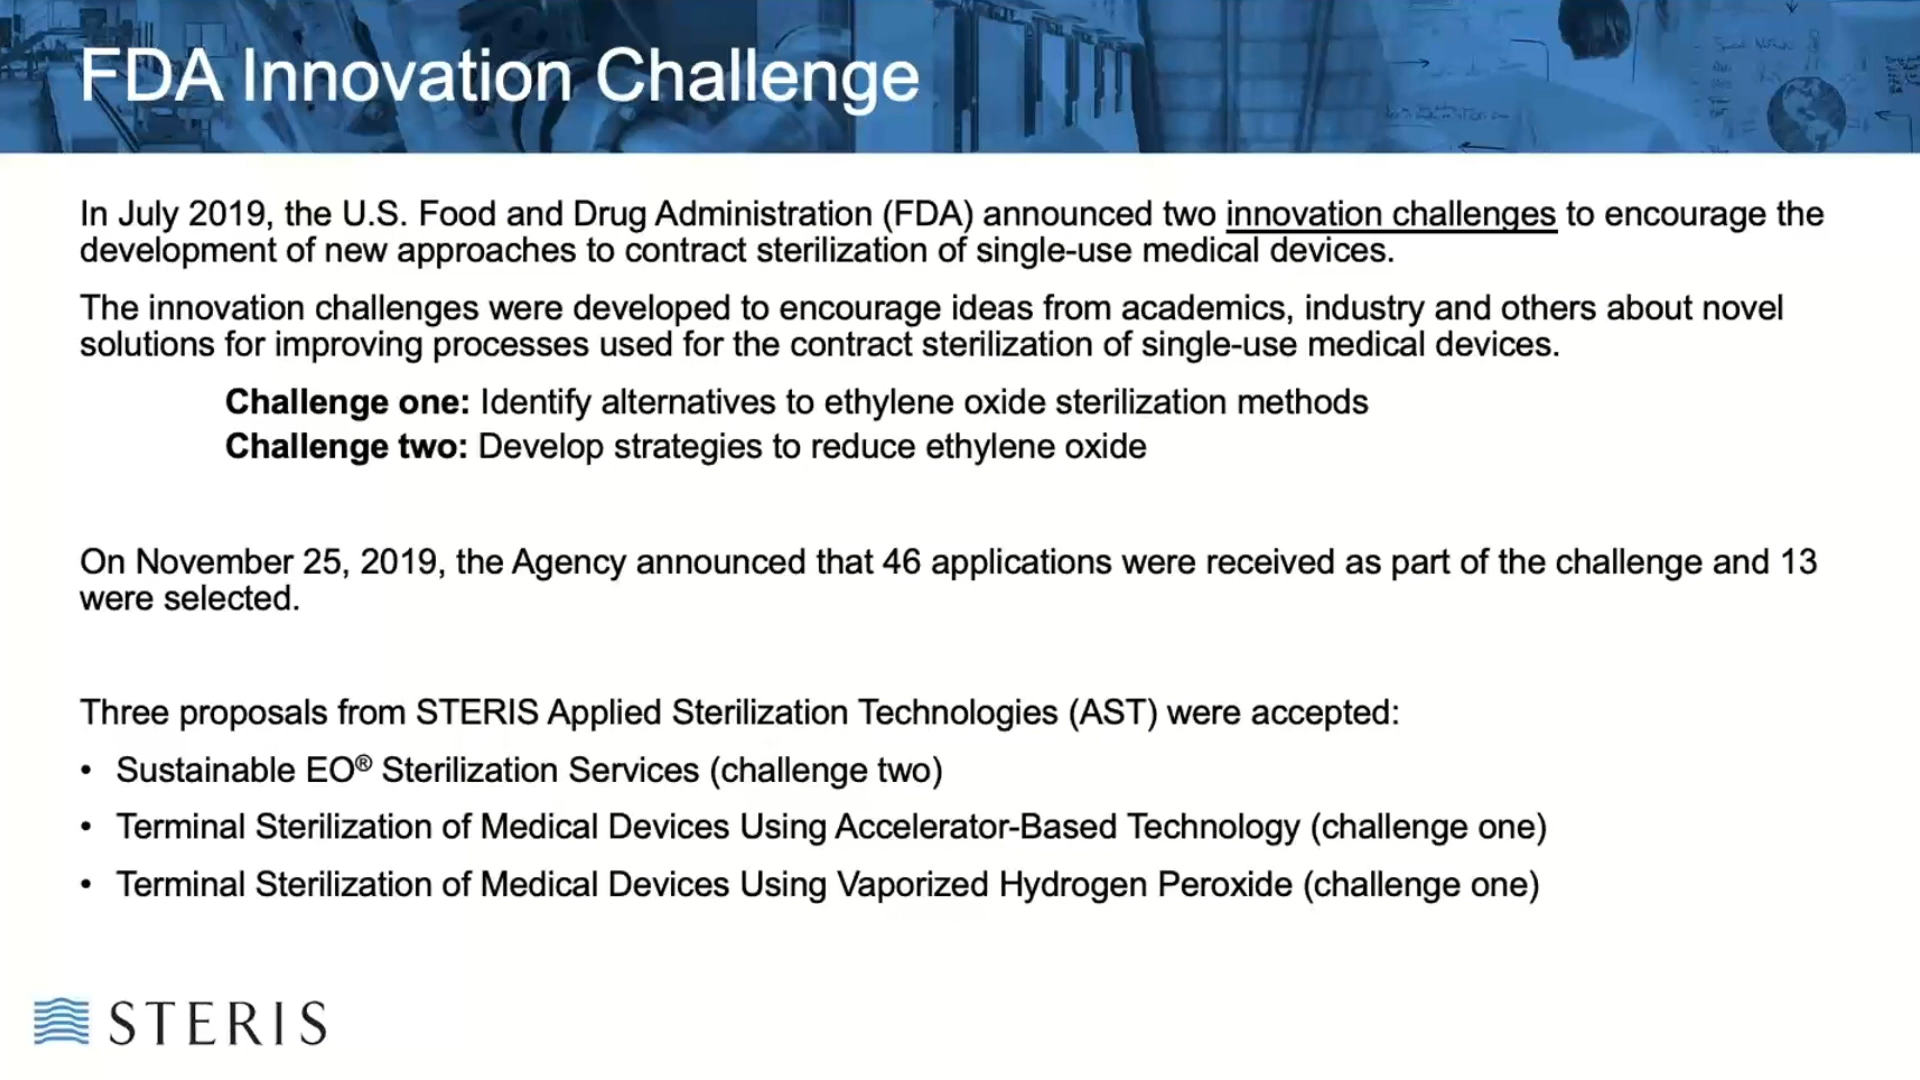 FDA Innovation Challenge
In July 2019, the U.S. Food and Drug Administration (FDA) announced two innovation challenges to encourage the
development of new approaches to contract sterilization of single-use medical devices.
The innovation challenges were developed to encourage ideas from academics, industry and others about novel
solutions for improving processes used for the contract sterilization of single-use medical devices.
Challenge one: Identify alternatives to ethylene oxide sterilization methods
Challenge two: Develop strategies to reduce ethylene oxide
On November 25, 2019, the Agency announced that 46 applications were received as part of the challenge and 13
were selected.
Three proposals from STERIS Applied Sterilization Technologies (AST) were accepted:
• Sustainable EO® Sterilization Services (challenge two)
• Terminal Sterilization of Medical Devices Using Accelerator-Based Technology (challenge one)
• Terminal Sterilization of Medical Devices Using Vaporized Hydrogen Peroxide (challenge one)
STERIS